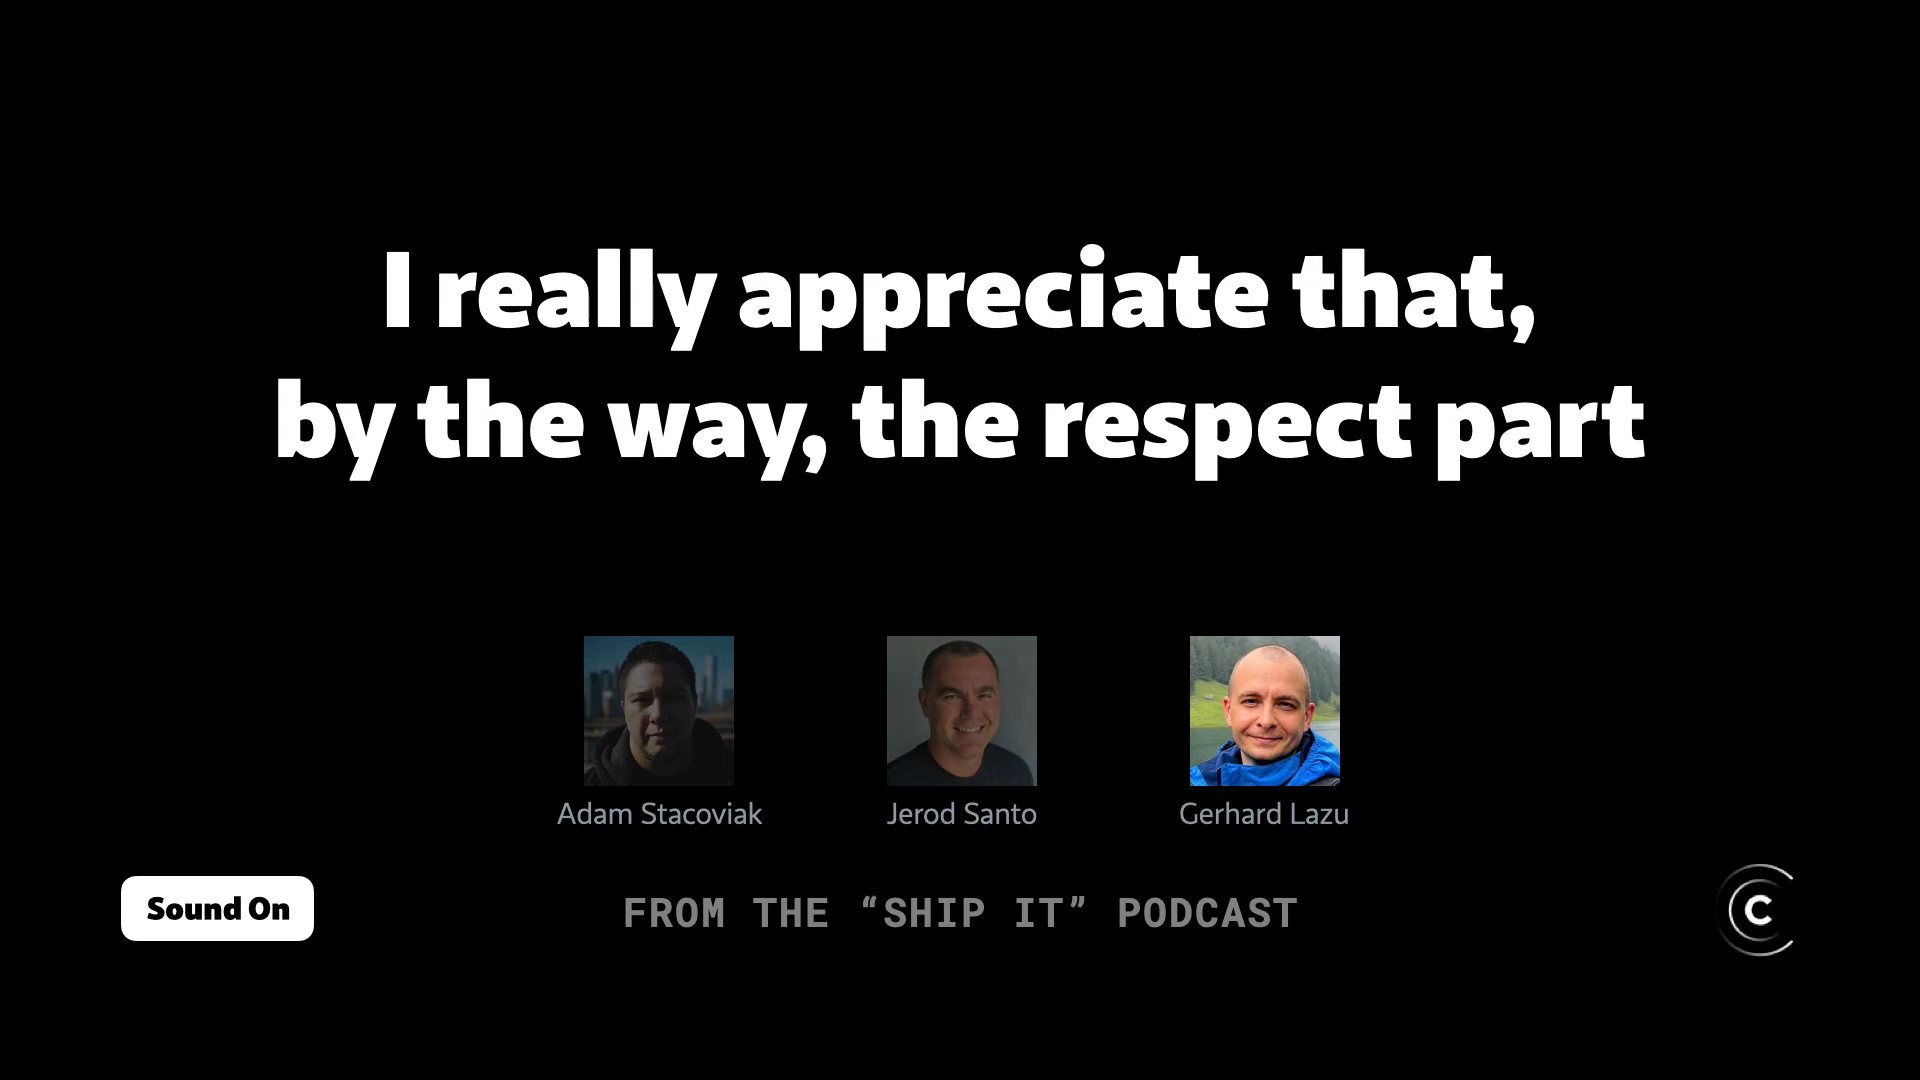 I really appreciate that,
by the way, the respect part
Adam Stacoviak
Jerod Santo
Gerhard Lazu
Sound On
FROM THE “SHIP IT” PODCAST
C